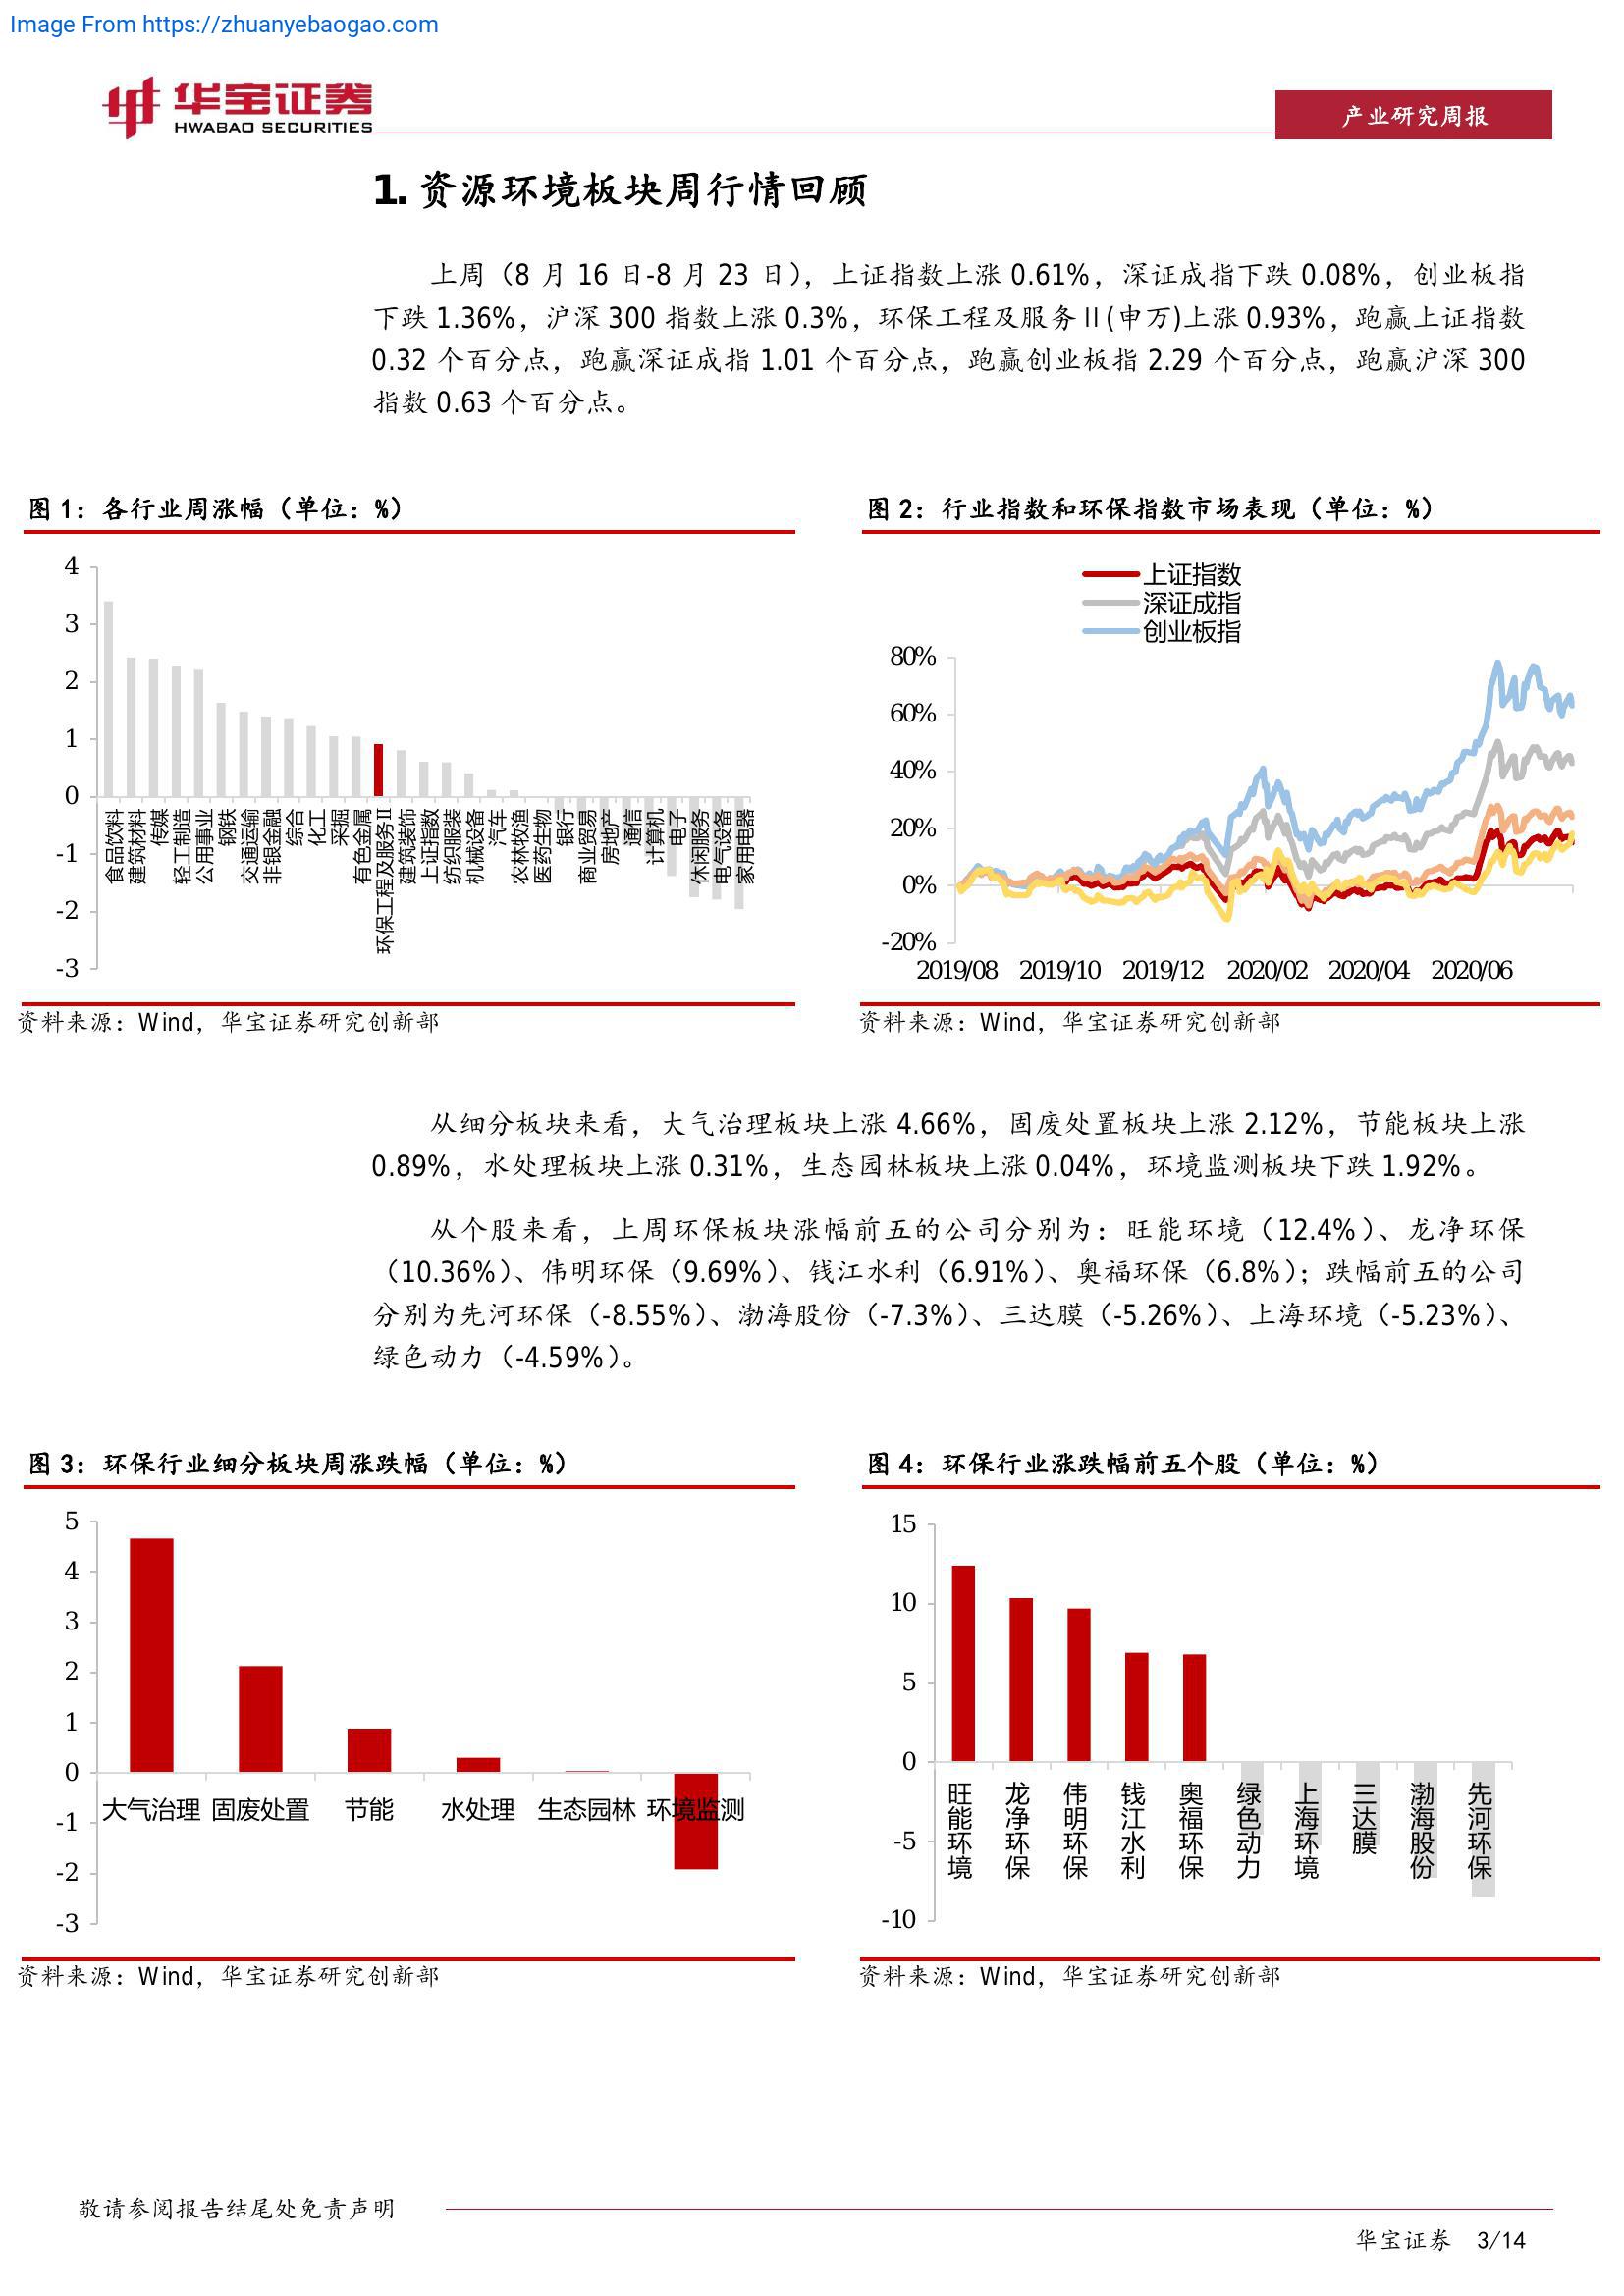 Image From https://zhuanyebaogao.com
华宝证券
HWABAO SECURITIES
产业研究周报
1. 资源环境板块周行情回顾
上周（8 月 16 日-8 月 23 日），上证指数上涨 0.61%，深证成指下跌 0.08%，创业板指
下跌 1.36%，沪深 300 指数上涨 0.3%，环保工程及服务Ⅱ(申万)上涨 0.93%，跑赢上证指数
0.32 个百分点，跑赢深证成指 1.01 个百分点，跑赢创业板指 2.29 个百分点，跑赢沪深 300
指数 0.63 个百分点。
图 1：各行业周涨幅（单位：%）
4
3
2
1
0
-1
-2
-3
食品饮料
建筑材料
传媒
轻工制造
公用事业
钢铁
交通运输
非银金融
综合
化工
采掘
有色金属
环保工程及服务Ⅱ
建筑装饰
上证指数
纺织服装
机械设备
汽车
农林牧渔
医药生物
银行
商业贸易
房地产
通信
计算机
电子
休闲服务
电气设备
家用电器
资料来源：Wind，华宝证券研究创新部
图 2：行业指数和环保指数市场表现（单位：%）
上证指数
深证成指
创业板指
80%
60%
40%
20%
0%
-20%
2019/08 2019/10 2019/12 2020/02 2020/04 2020/06
资料来源：Wind，华宝证券研究创新部
从细分板块来看，大气治理板块上涨 4.66%，固废处置板块上涨 2.12%，节能板块上涨
0.89%，水处理板块上涨 0.31%，生态园林板块上涨 0.04%，环境监测板块下跌 1.92%。
从个股来看，上周环保板块涨幅前五的公司分别为：旺能环境（12.4%）、龙净环保
（10.36%）、伟明环保（9.69%）、钱江水利（6.91%）、奥福环保（6.8%）；跌幅前五的公司
分别为先河环保（-8.55%）、渤海股份（-7.3%）、三达膜（-5.26%）、上海环境（-5.23%）、
绿色动力（-4.59%）。
图 3：环保行业细分板块周涨跌幅（单位：%）
5
4
3
2
1
0
-1
-2
-3
大气治理 固废处置 节能 水处理 生态园林 环境监测
资料来源：Wind，华宝证券研究创新部
图 4：环保行业涨跌幅前五个股（单位：%）
15
10
5
0
-5
-10
旺能环境
龙净环保
伟明环保
钱江水利
奥福环保
绿色动力
上海环境
三达膜
渤海股份
先河环保
资料来源：Wind，华宝证券研究创新部
敬请参阅报告结尾处免责声明
华宝证券 3/14